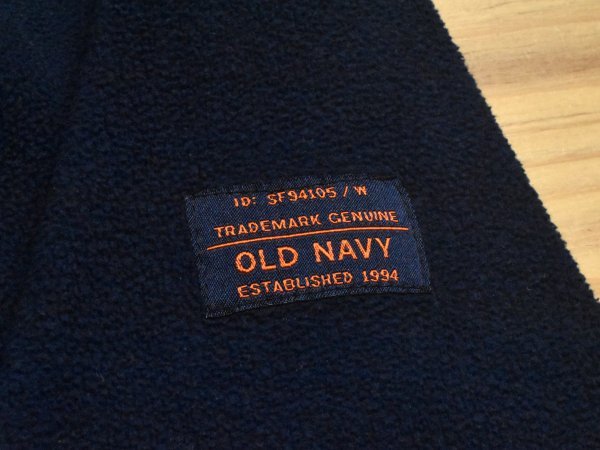 ID: SF94105 / W
TRADEMARK GENUINE
OLD NAVY
ESTABLISHED 1994